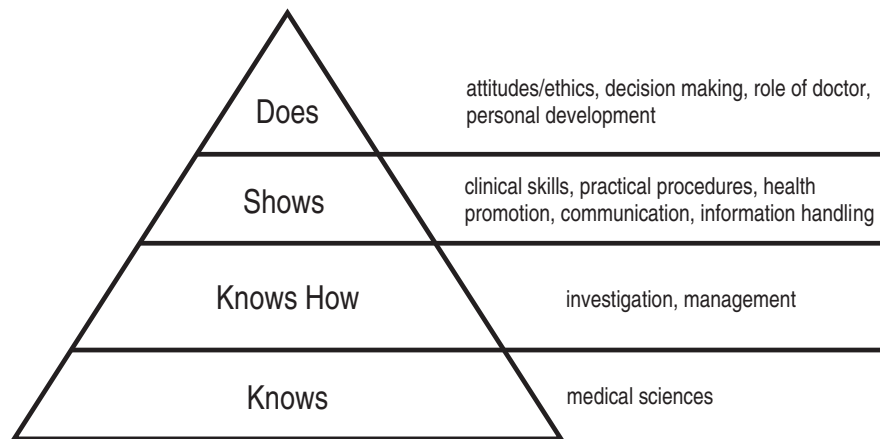 Does
attitudes/ethics, decision making, role of doctor,
personal development
Shows
clinical skills, practical procedures, health
promotion, communication, information handling
Knows How
investigation, management
Knows
medical sciences